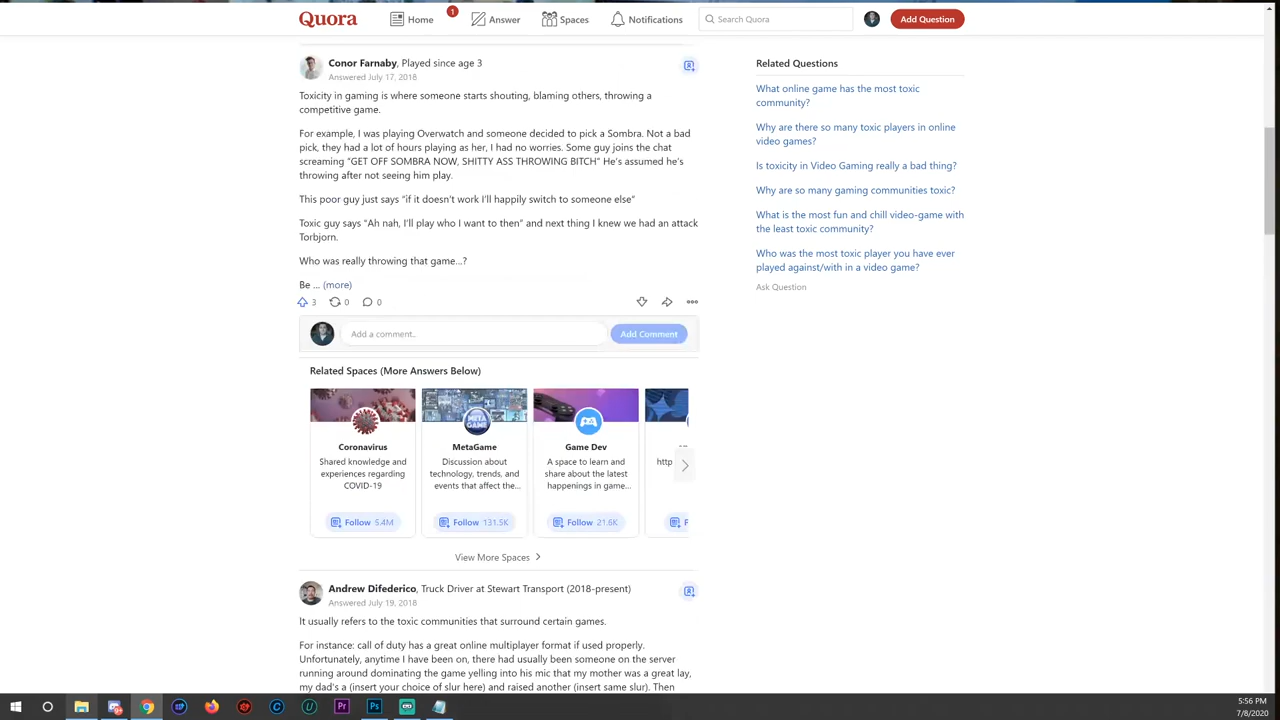 Quora
Home
1
Answer
Spaces
Notifications
Search Quora
Add Question
Conor Farnaby, Played since age 3
Answered July 17, 2018
Toxicity in gaming is where someone starts shouting, blaming others, throwing a
competitive game.
For example, I was playing Overwatch and someone decided to pick a Sombra. Not a bad
pick, they had a lot of hours playing as her, I had no worries. Some guy joins the chat
screaming “GET OFF SOMBRA NOW, SHITTY ASS THROWING BITCH” He’s assumed he’s
throwing after not seeing him play.
This poor guy just says “if it doesn’t work I’ll happily switch to someone else”
Toxic guy says “Ah nah, I’ll play who I want to then” and next thing I knew we had an attack
Torbjorn.
Who was really throwing that game…?
Be ... (more)
3
0
0
Add a comment..
Add Comment
Related Spaces (More Answers Below)
Coronavirus
Shared knowledge and
experiences regarding
COVID-19
Follow 5.4M
MetaGame
Discussion about
technology, trends, and
events that affect the...
Follow 131.5K
Game Dev
A space to learn and
share about the latest
happenings in game...
Follow 21.6K
http
F
View More Spaces
Andrew Difederico, Truck Driver at Stewart Transport (2018-present)
Answered July 19, 2018
It usually refers to the toxic communities that surround certain games.
For instance: call of duty has a great online multiplayer format if used properly.
Unfortunately, anytime I have been on, there had usually been someone on the server
running around dominating the game yelling into his mic that my mother was a great lay,
my dad's a (insert your choice of slur here) and raised another (insert same slur). Then
Related Questions
What online game has the most toxic
community?
Why are there so many toxic players in online
video games?
Is toxicity in Video Gaming really a bad thing?
Why are so many gaming communities toxic?
What is the most fun and chill video-game with
the least toxic community?
Who was the most toxic player you have ever
played against/with in a video game?
Ask Question
META
GAME
Pr
Ps
5:56 PM
7/8/2020